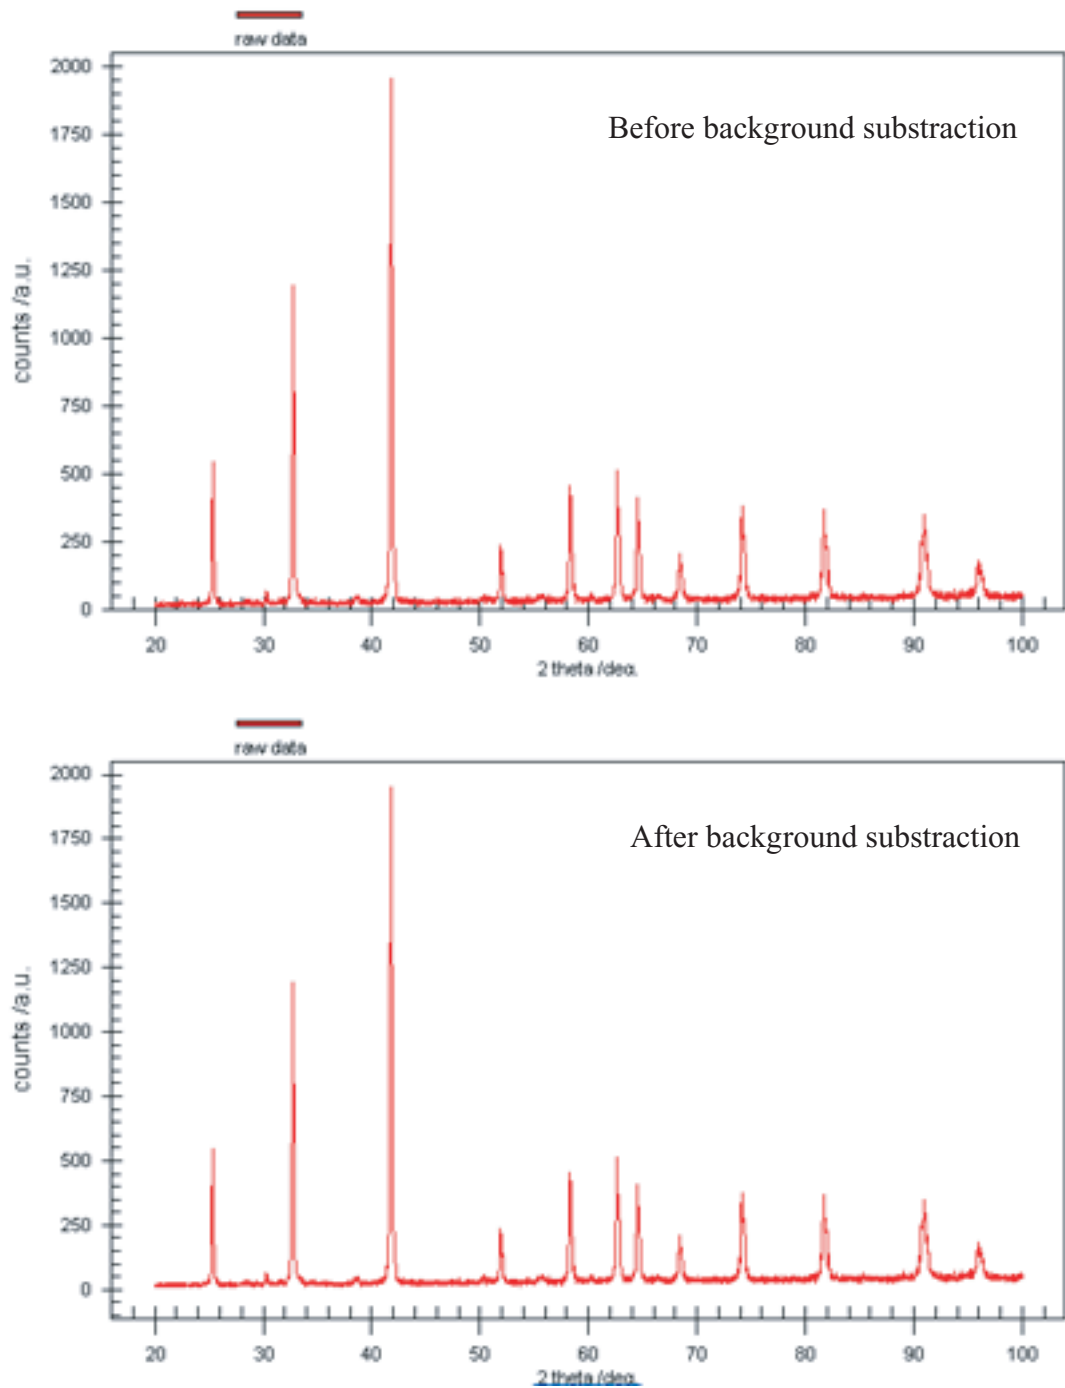 raw data
Before background substraction
counts /a.u.
2000
1750
1500
1250
1000
750
500
250
0
20 30 40 50 60 70 80 90 100
2 theta /deg.
raw data
After background substraction
counts /a.u.
2000
1750
1500
1250
1000
750
500
250
0
20 30 40 50 60 70 80 90 100
2 theta /deg.